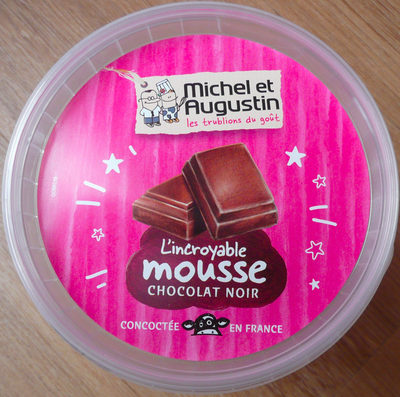 Michel et
Augustin
les trublions du goût
L'incroyable
mousse
CHOCOLAT NOIR
CONCOCTÉE EN FRANCE